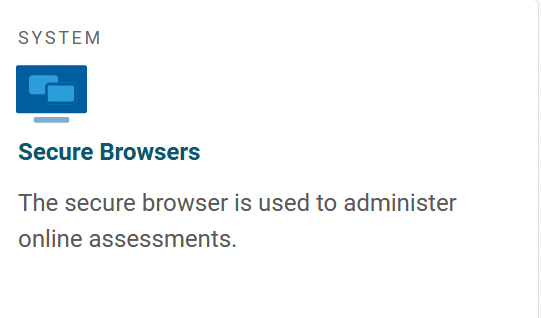 SYSTEM
Secure Browsers
The secure browser is used to administer
online assessments.